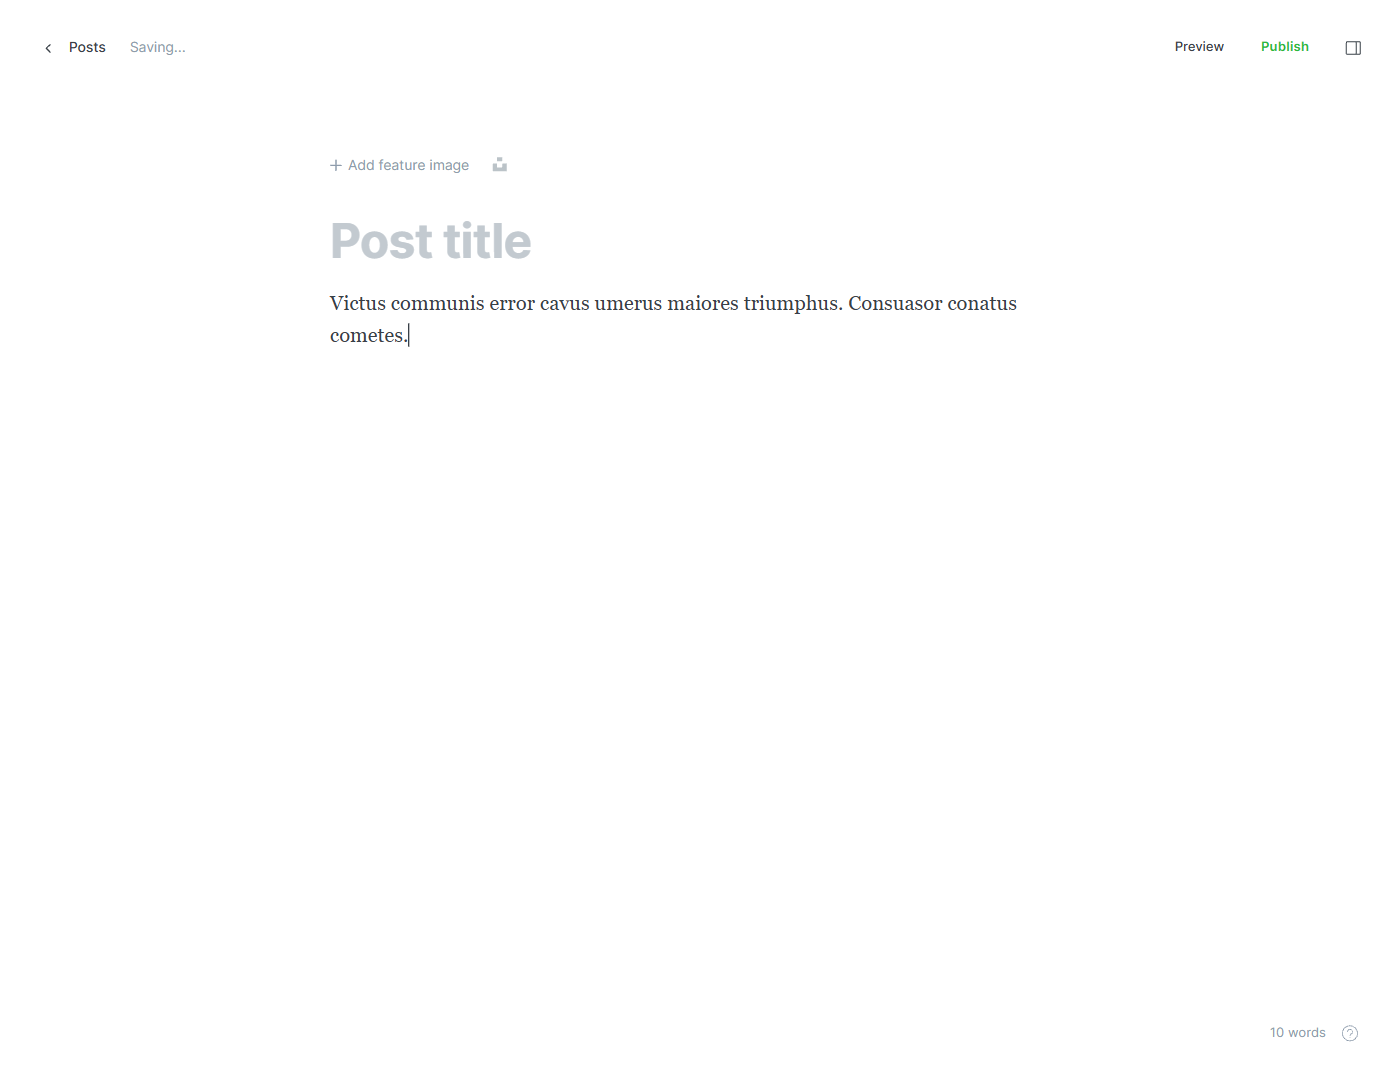 Posts Saving... Preview Publish
Add feature image
Post title
Victus communis error cavus umerus maiores triumphus. Consuasor conatus
cometes.
10 words ?